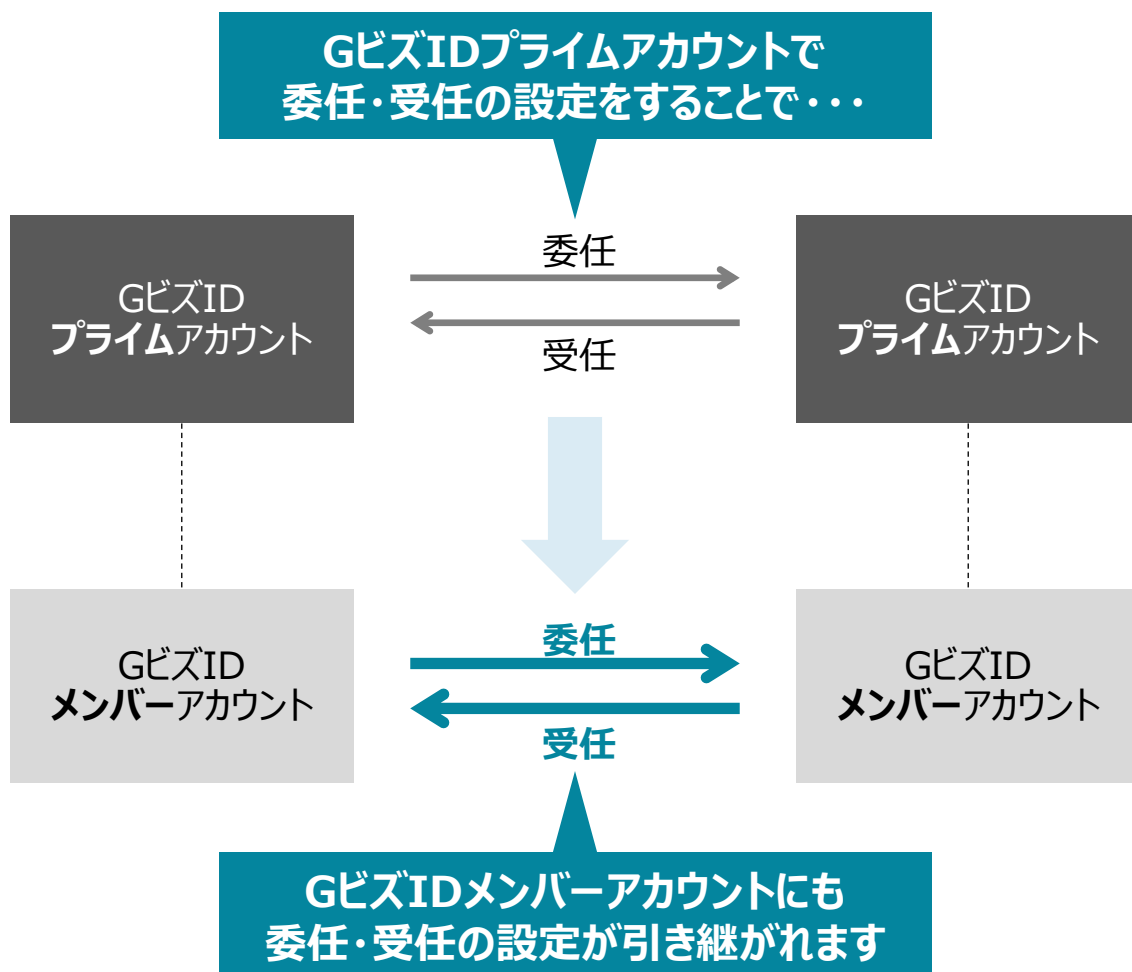 GビズIDプライムアカウントで
委任・受任の設定をすることで・・・
委任
GビズID
プライムアカウント
GビズID
プライムアカウント
受任
委任
GビズID
メンバーアカウント
GビズID
メンバーアカウント
受任
GビズIDメンバーアカウントにも
委任・受任の設定が引き継がれます